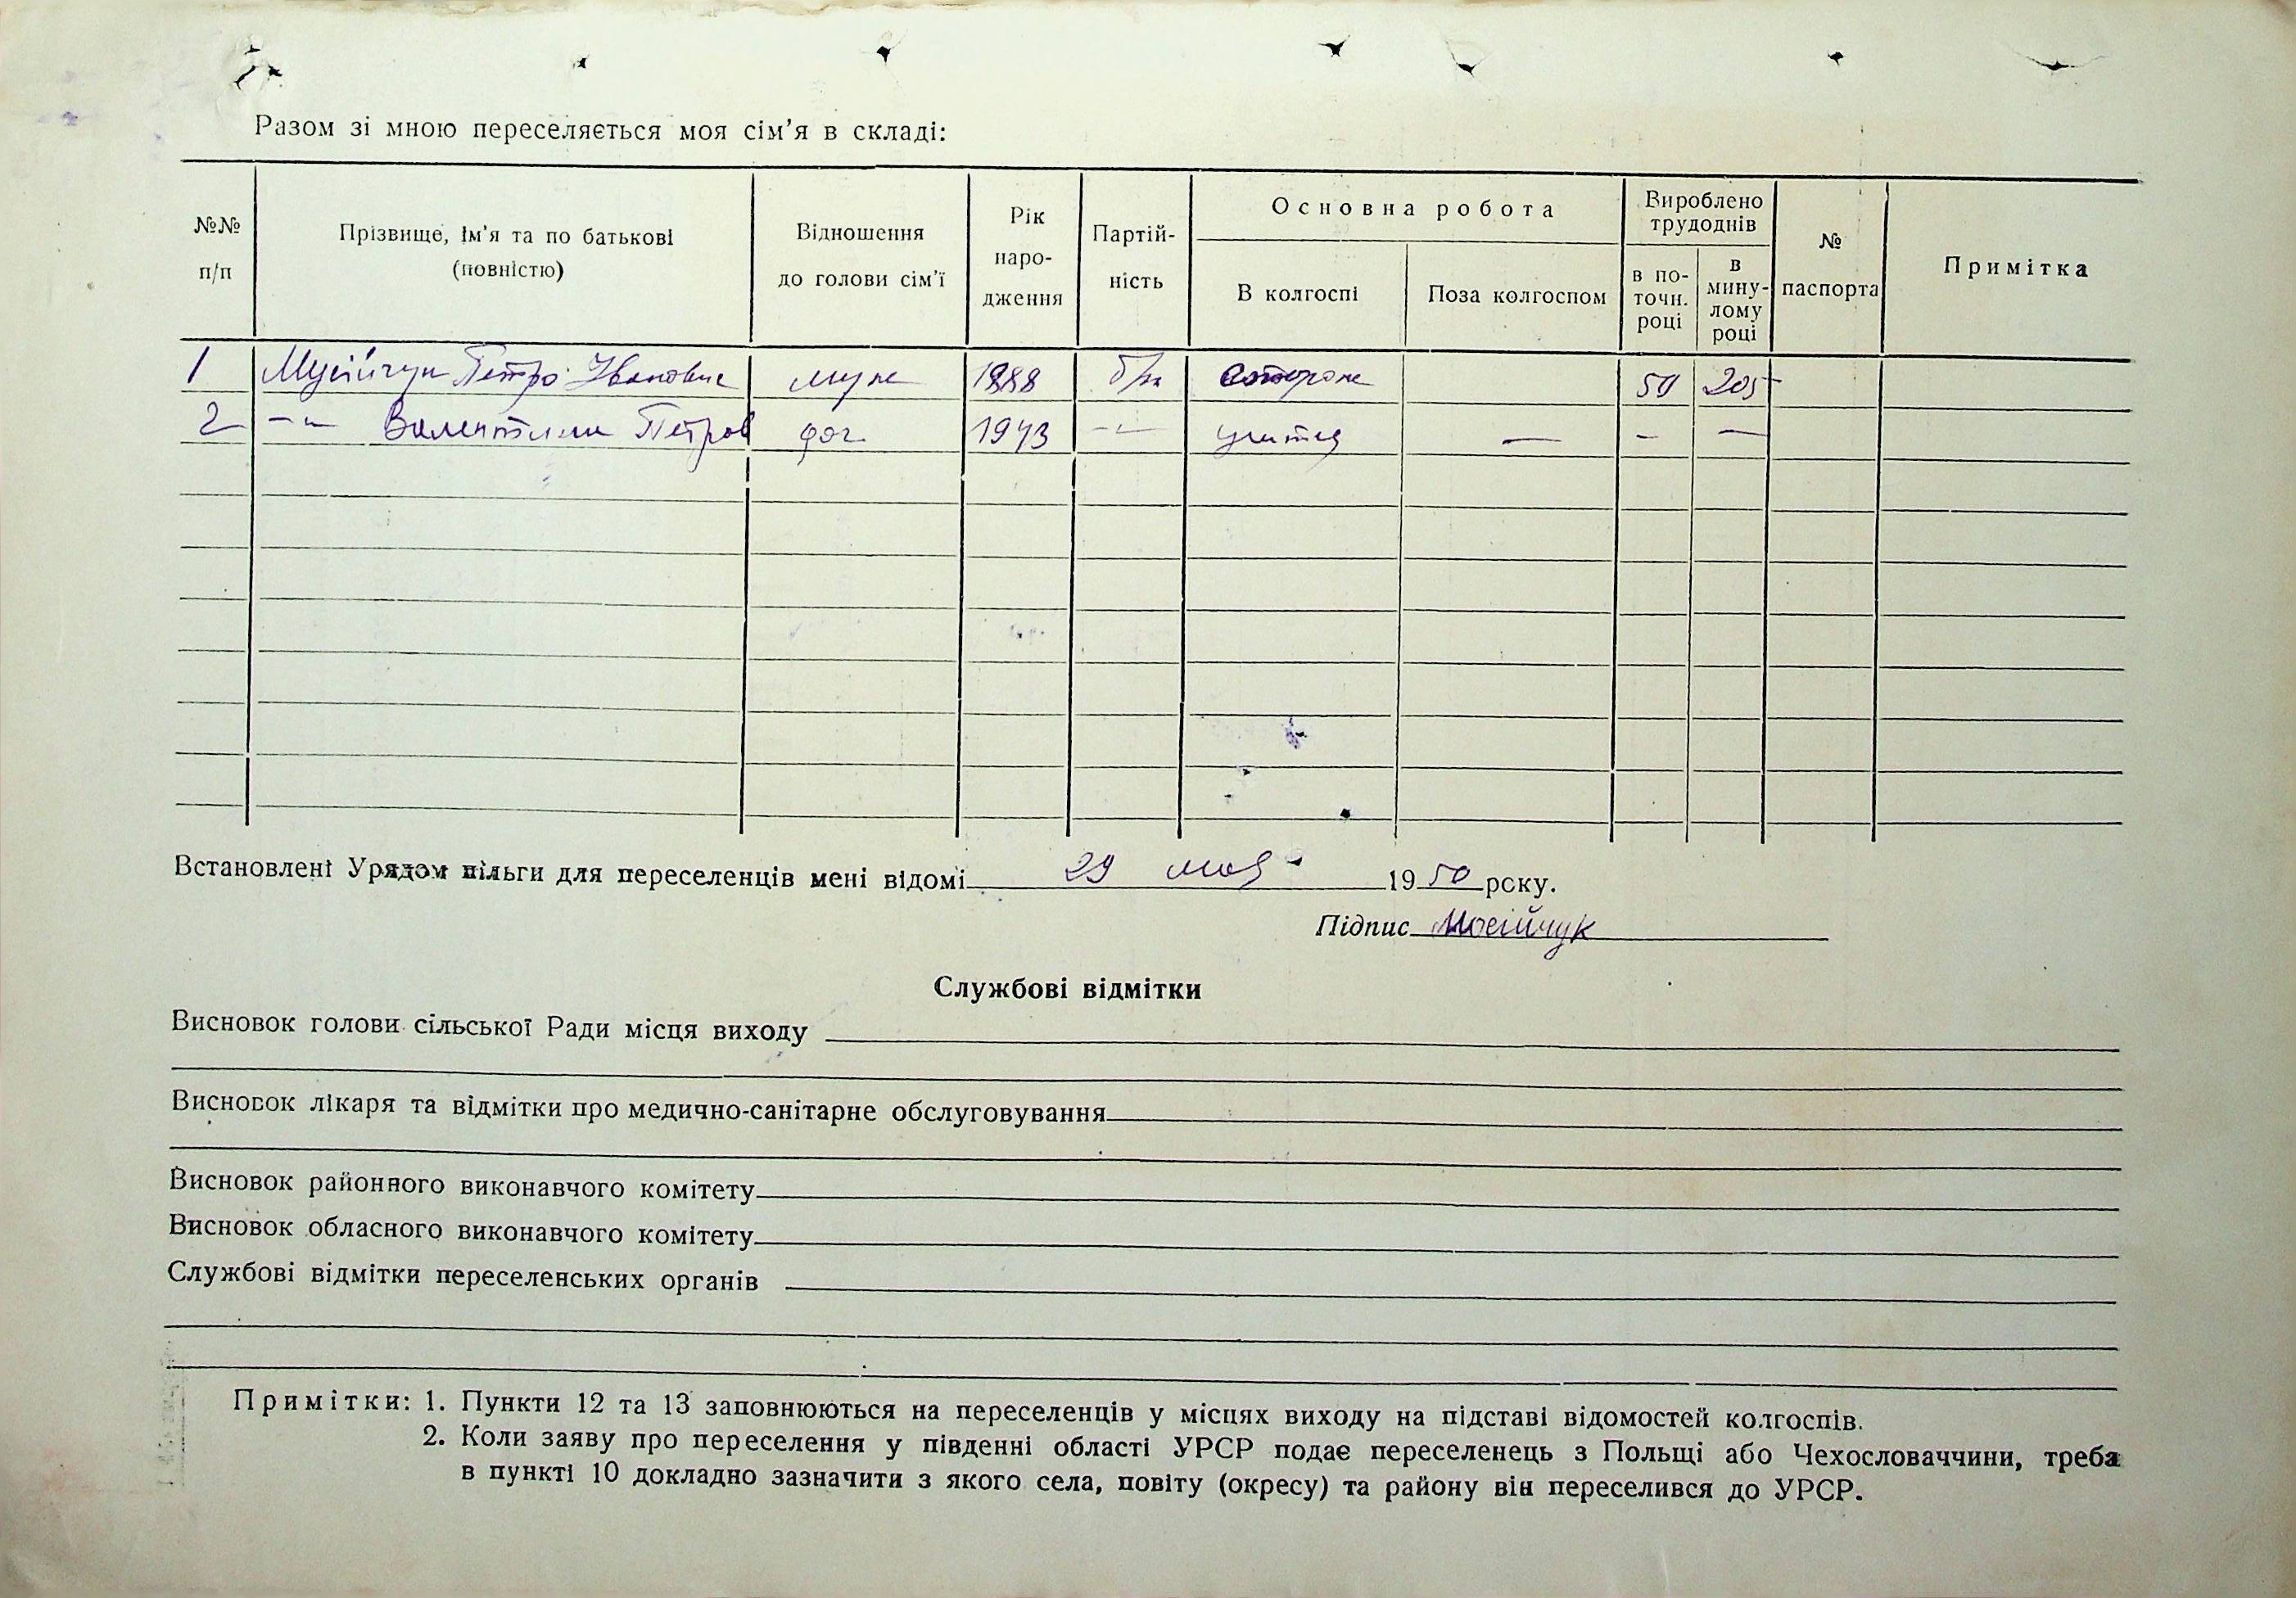 Разом зі мною переселяється моя сім'я в складі:
№№ п/п
Прізвище, ім'я та по батькові (повністю)
Відношення до голови сім'ї
Рік народження
Партійність
Основна робота
В колгоспі
Поза колгоспом
Вироблено трудоднів
в поточн. році
в минулому році
№ паспорта
Примітка
1 Мусійчук Петро Іванович муж 1888 б/п 50 205
2 -"- Валентина Петров доч. 1943 -"- — - —
Встановлені Урядом пільги для переселенців мені відомі 29 мая 1950 року.
Підпис Мосійчук
Службові відмітки
Висновок голови сільської Ради місця виходу
Висновок лікаря та відмітки про медично-санітарне обслуговування
Висновок районного виконавчого комітету
Висновок обласного виконавчого комітету
Службові відмітки переселенських органів
Примітки: 1. Пункти 12 та 13 заповнюються на переселенців у місцях виходу на підставі відомостей колгоспів.
2. Коли заяву про переселення у південні області УРСР подає переселенець з Польщі або Чехословаччини, треба
в пункті 10 докладно зазначити з якого села, повіту (окресу) та району він переселився до УРСР.